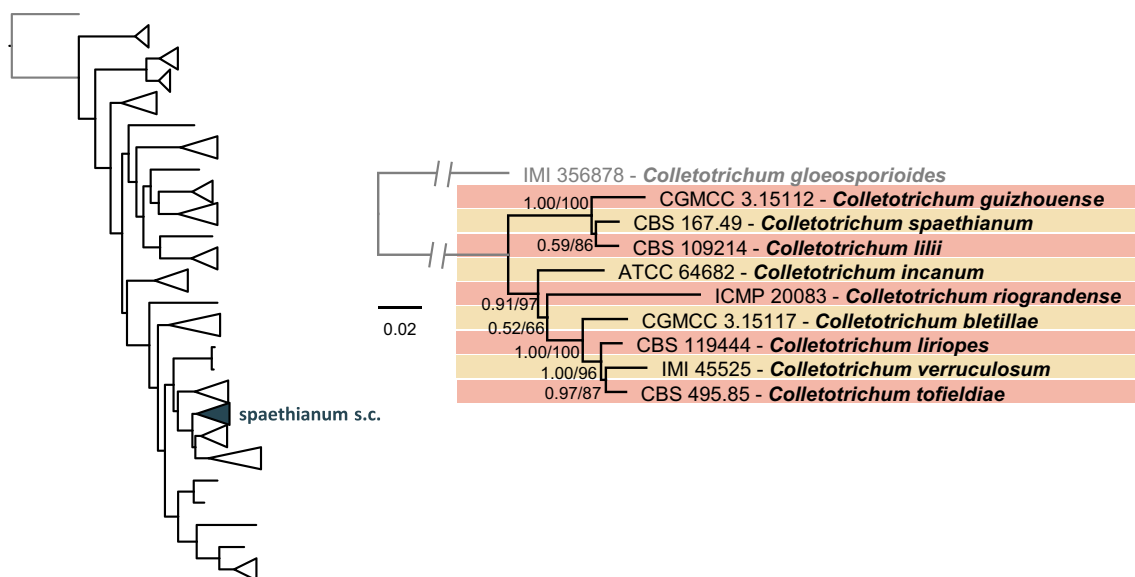 IMI 356878 - Colletotrichum gloeosporioides
1.00/100
CGMCC 3.15112 - Colletotrichum guizhouense
CBS 167.49 - Colletotrichum spaethianum
0.59/86
CBS 109214 - Colletotrichum lilii
ATCC 64682 - Colletotrichum incanum
0.91/97
ICMP 20083 - Colletotrichum riograndense
0.02
0.52/66
CGMCC 3.15117 - Colletotrichum bletillae
1.00/100
CBS 119444 - Colletotrichum liriopes
1.00/96
IMI 45525 - Colletotrichum verruculosum
0.97/87
CBS 495.85 - Colletotrichum tofieldiae
spaethianum s.c.